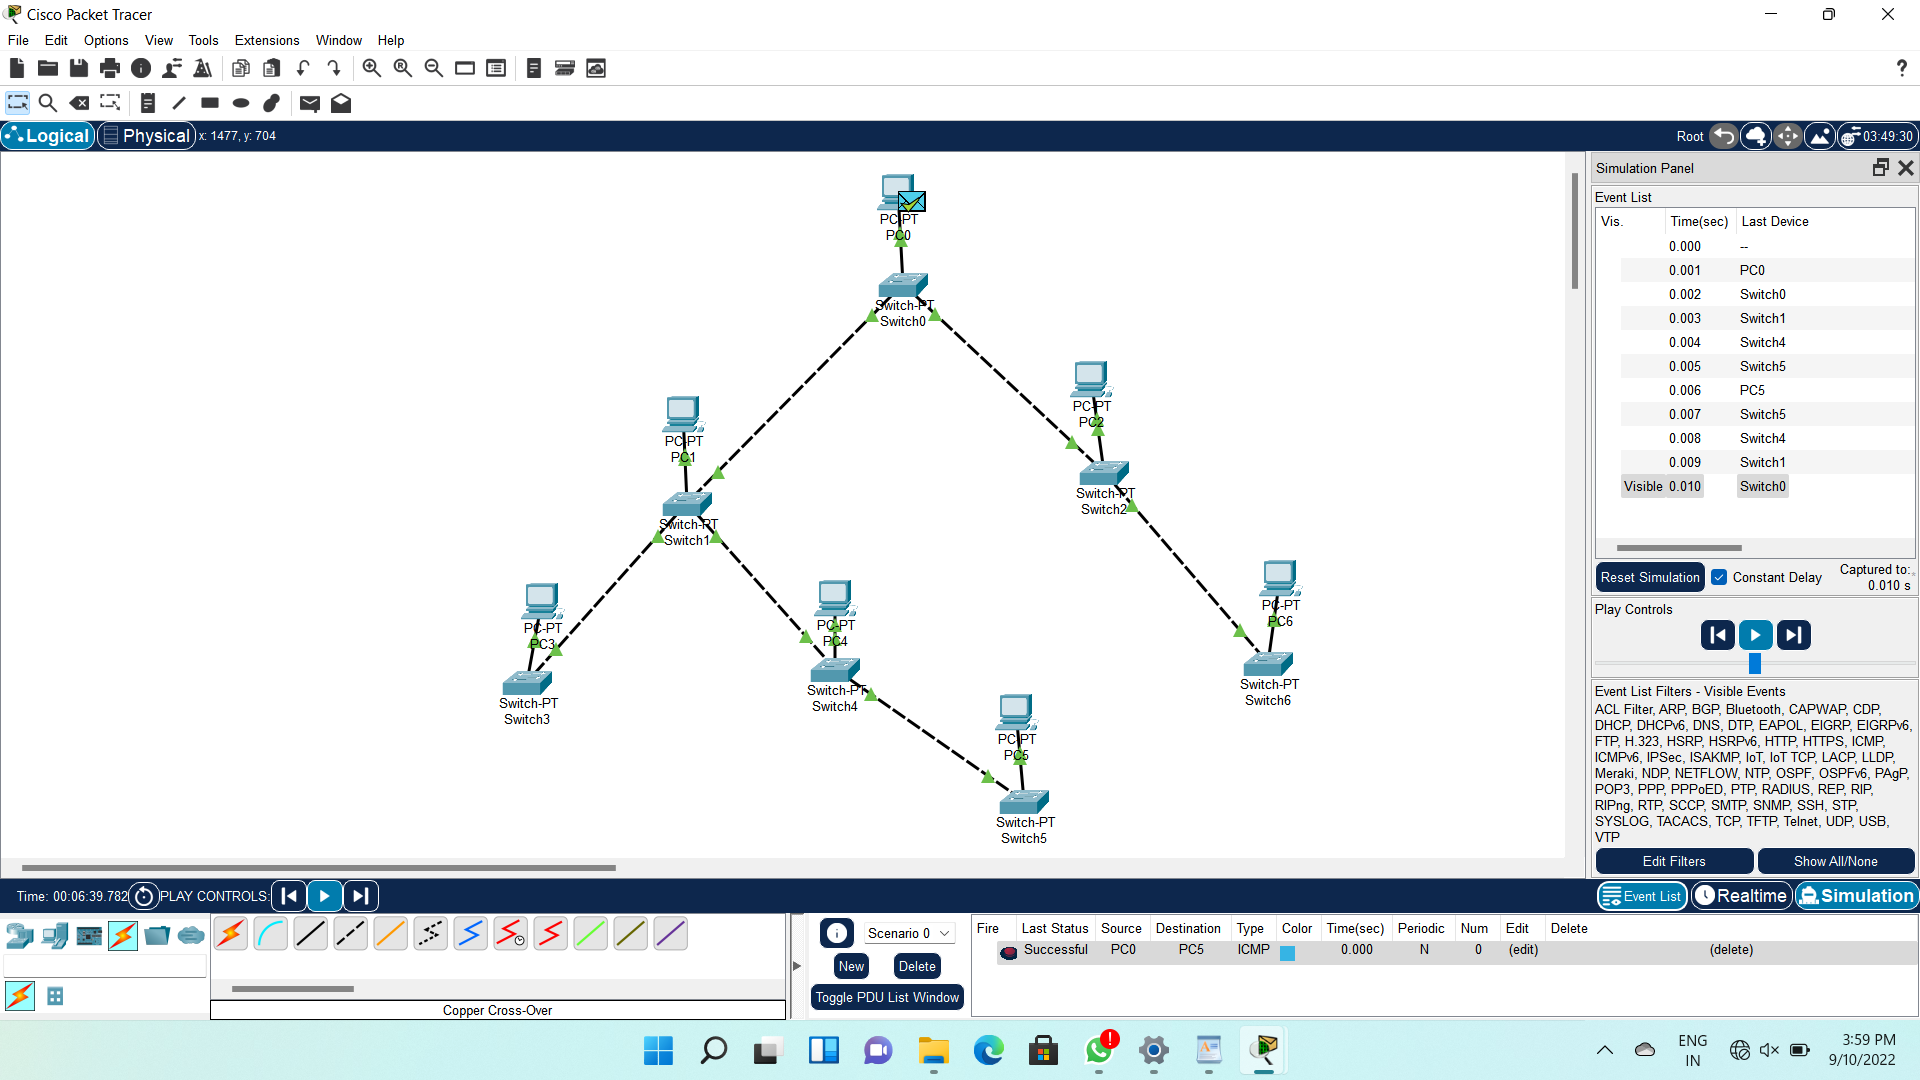 Cisco Packet Tracer
File Edit Options View Tools Extensions Window Help
?
Logical Physical x: 1477, y: 704 Root 03:49:30
PC-PT
PC0
Switch-PT
Switch0
PC-PT
PC2
PC-PT
PC1
Switch-PT
Switch2
Switch-PT
Switch1
PC-PT
PC6
PC-PT
PC3
PC-PT
PC4
Switch-PT
Switch6
Switch-PT
Switch4
Switch-PT
Switch3
PC-PT
PC5
Switch-PT
Switch5
Simulation Panel
Event List
Vis. Time(sec) Last Device
0.000 --
0.001 PC0
0.002 Switch0
0.003 Switch1
0.004 Switch4
0.005 Switch5
0.006 PC5
0.007 Switch5
0.008 Switch4
0.009 Switch1
Visible 0.010 Switch0
Reset Simulation Constant Delay Captured to:
0.010 s
Play Controls
Event List Filters - Visible Events
ACL Filter, ARP, BGP, Bluetooth, CAPWAP, CDP,
DHCP, DHCPv6, DNS, DTP, EAPOL, EIGRP, EIGRPv6,
FTP, H.323, HSRP, HSRPv6, HTTP, HTTPS, ICMP,
ICMPv6, IPSec, ISAKMP, IoT, IoT TCP, LACP, LLDP,
Meraki, NDP, NETFLOW, NTP, OSPF, OSPFv6, PAgP,
POP3, PPP, PPPoED, PTP, RADIUS, REP, RIP,
RIPng, RTP, SCCP, SMTP, SNMP, SSH, STP,
SYSLOG, TACACS, TCP, TFTP, Telnet, UDP, USB,
VTP
Edit Filters Show All/None
Time: 00:06:39.782 PLAY CONTROLS: Event List Realtime Simulation
Copper Cross-Over
Scenario 0
New Delete
Toggle PDU List Window
Fire Last Status Source Destination Type Color Time(sec) Periodic Num Edit Delete
Successful PC0 PC5 ICMP 0.000 N 0 (edit) (delete)
ENG
IN
3:59 PM
9/10/2022